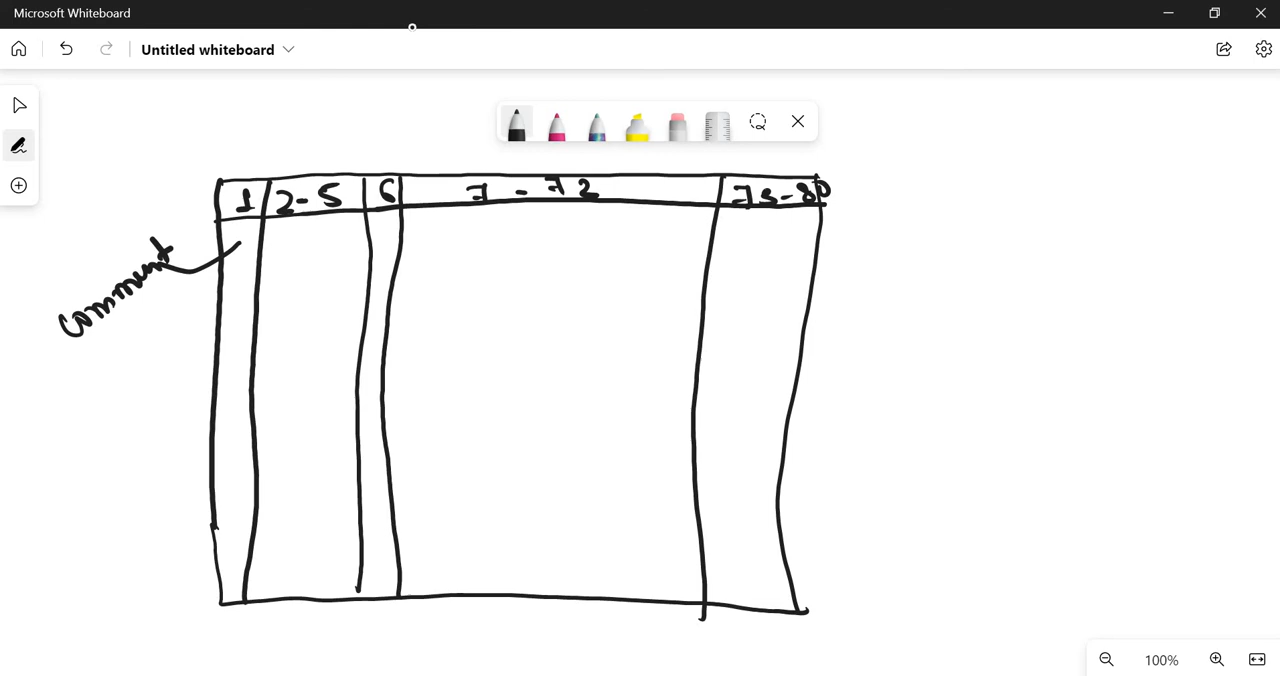 Microsoft Whiteboard
Untitled whiteboard
1 2-5 6 7-72 73-80
comment
100%